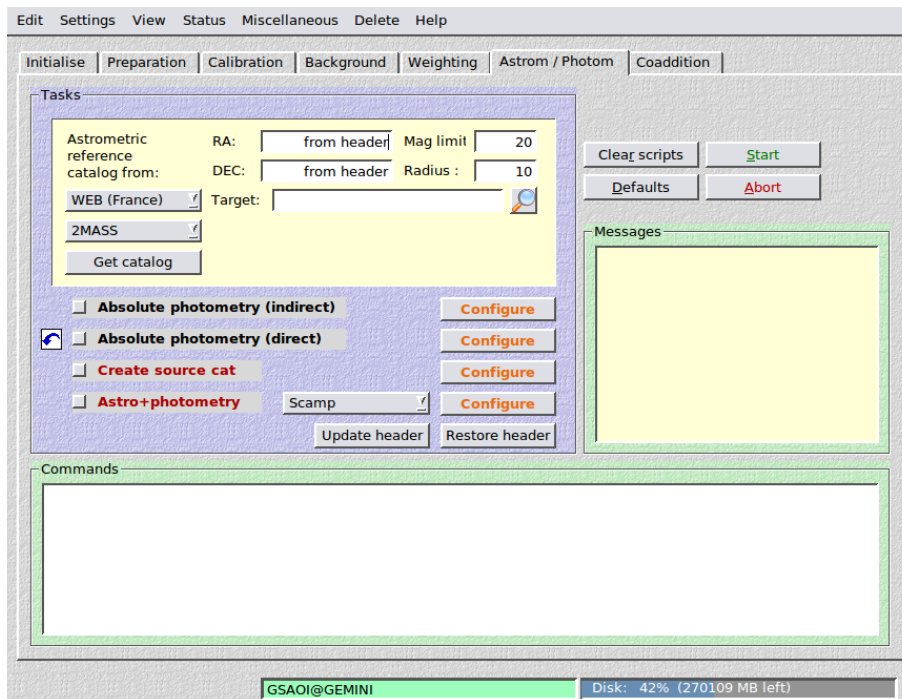 Edit Settings View Status Miscellaneous Delete Help
Initialise Preparation Calibration Background Weighting Astrom / Photom Coaddition
Tasks
Astrometric
reference
catalog from:
RA: from header Mag limit 20
DEC: from header Radius : 10
WEB (France) Target:
2MASS
Get catalog
Clear scripts Start
Defaults Abort
Messages
Absolute photometry (indirect) Configure
Absolute photometry (direct) Configure
Create source cat Configure
Astro+photometry Scamp Configure
Update header Restore header
Commands
GSAOI@GEMINI Disk: 42% (270109 MB left)